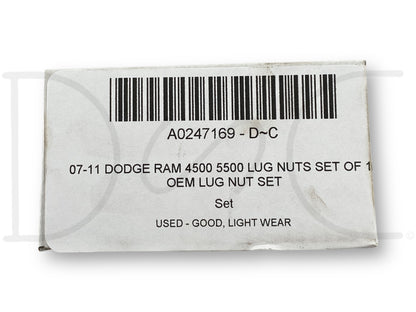 A0247169 - D~C
07-11 DODGE RAM 4500 5500 LUG NUTS SET OF 1
OEM LUG NUT SET
Set
USED - GOOD, LIGHT WEAR